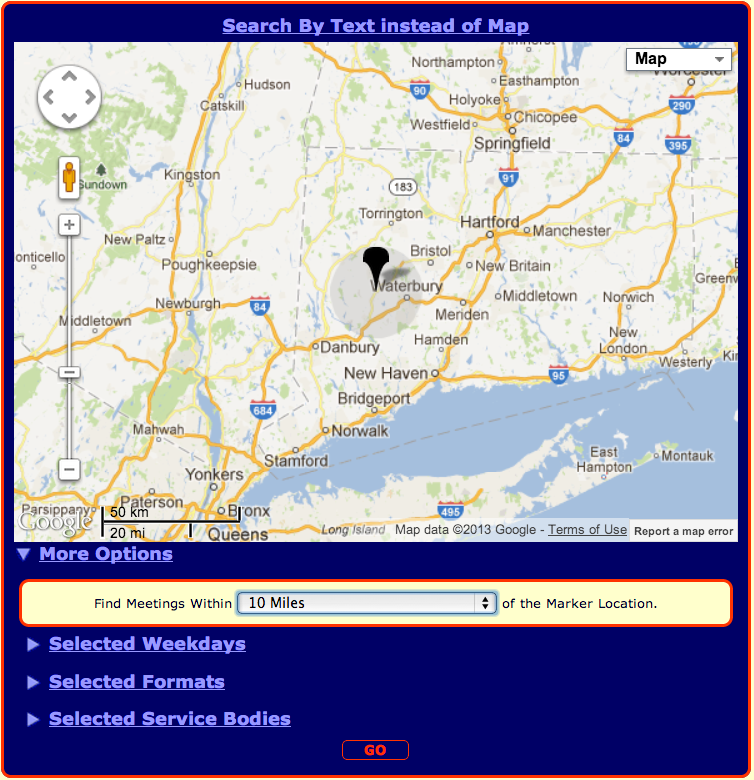 Search By Text instead of Map
Amherst
Northampton
Worcester
Map
Hudson
90
Easthampton
Catskill
Holyoke
290
Chicopee
Westfield
84
395
Springfield
Kingston
91
Sundown
183
Torrington
Hartford
Manchester
New Paltz
Bristol
onticello
Poughkeepsie
New Britain
Greenw
Waterbury
Newburgh
84
Middletown
Norwich
Middletown
Meriden
Hamden
New
London
Danbury
Westerly
Kin
New Haven
95
Bridgeport
684
Mahwah
Norwalk
Stamford
East
Hampton
Montauk
Yonkers
Paterson
Parsippany
50 km
Bronx
495
Google
20 mi
Queens
Long Island
Map data ©2013 Google - Terms of Use
Report a map error
More Options
Find Meetings Within 10 Miles of the Marker Location.
Selected Weekdays
Selected Formats
Selected Service Bodies
GO